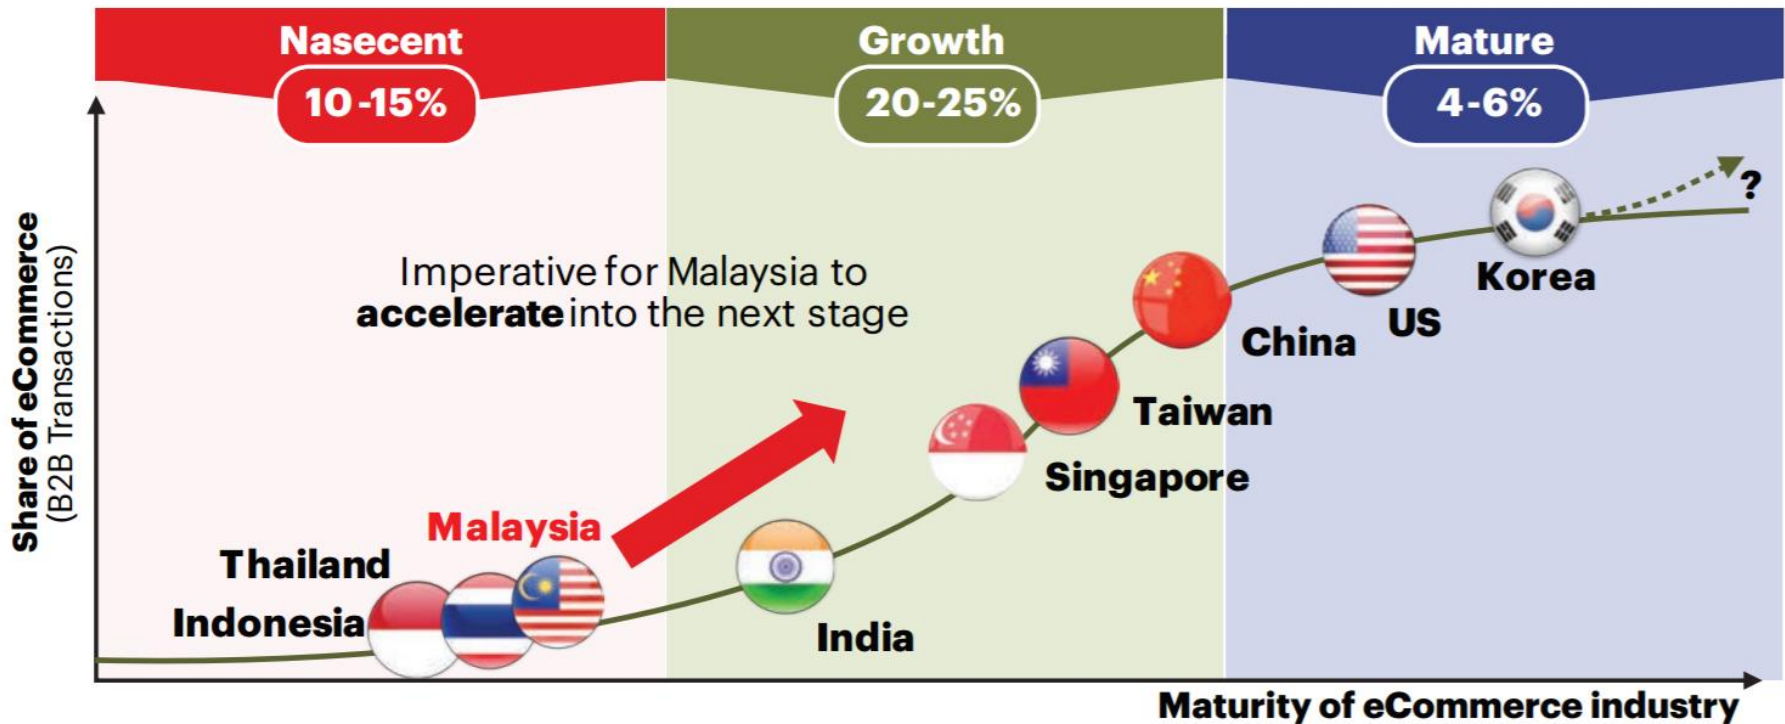 Nasecent
10-15%
Growth
20-25%
Mature
4-6%
Share of eCommerce
(B2B Transactions)
Imperative for Malaysia to
accelerate into the next stage
?
Korea
US
China
Taiwan
Singapore
Malaysia
Thailand
Indonesia
India
Maturity of eCommerce industry